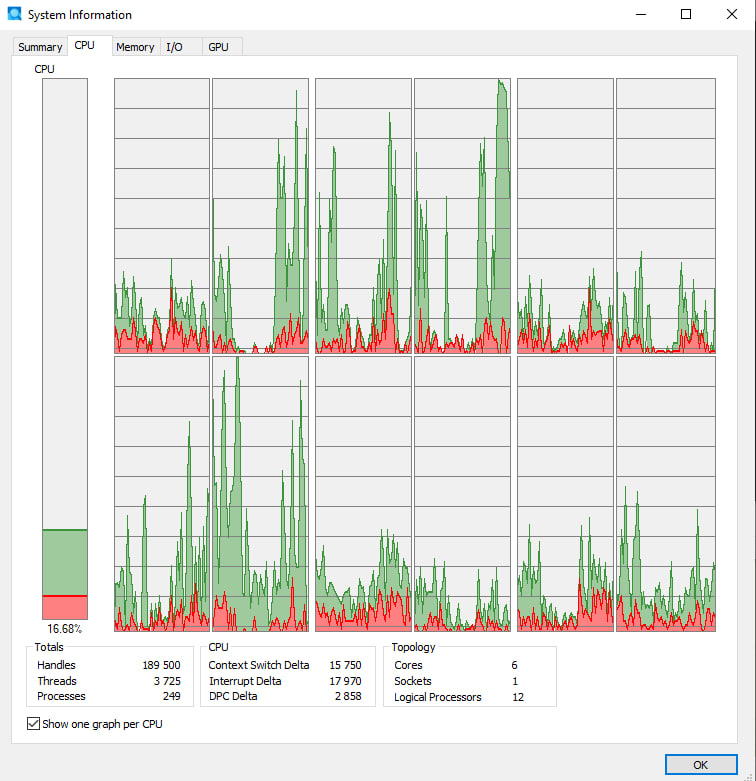 System Information
Summary CPU Memory I/O GPU
CPU
16.68%
Totals
Handles 189 500
Threads 3 725
Processes 249
CPU
Context Switch Delta 15 750
Interrupt Delta 17 970
DPC Delta 2 858
Topology
Cores 6
Sockets 1
Logical Processors 12
Show one graph per CPU
OK